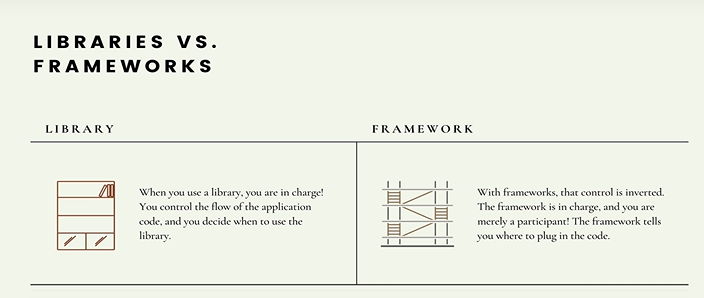 LIBRARIES VS.
FRAMEWORKS
LIBRARY
When you use a library, you are in charge!
You control the flow of the application
code, and you decide when to use the
library.
FRAMEWORK
With frameworks, that control is inverted.
The framework is in charge, and you are
merely a participant! The framework tells
you where to plug in the code.